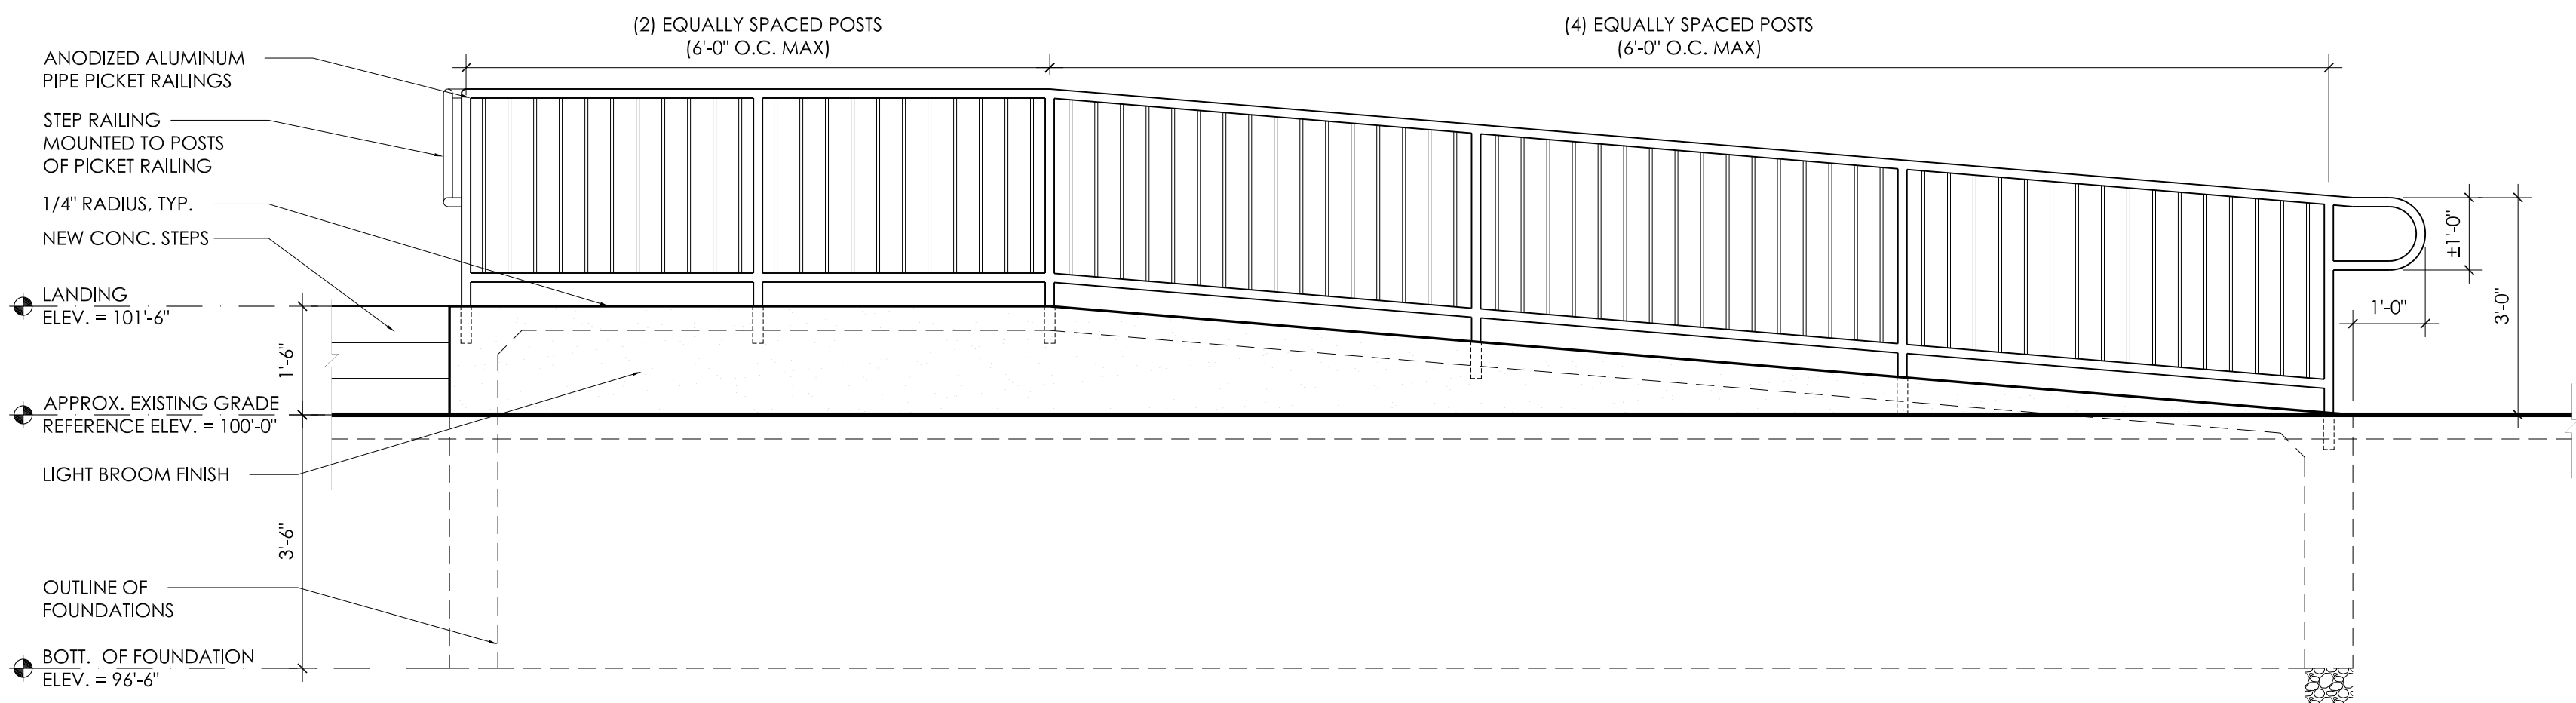 (2) EQUALLY SPACED POSTS
(6'-0" O.C. MAX)
(4) EQUALLY SPACED POSTS
(6'-0" O.C. MAX)
ANODIZED ALUMINUM
PIPE PICKET RAILINGS
STEP RAILING
MOUNTED TO POSTS
OF PICKET RAILING
1/4" RADIUS, TYP.
NEW CONC. STEPS
LANDING
ELEV. = 101'-6"
1'-6"
APPROX. EXISTING GRADE
REFERENCE ELEV. = 100'-0"
LIGHT BROOM FINISH
3'-6"
OUTLINE OF
FOUNDATIONS
BOTT. OF FOUNDATION
ELEV. = 96'-6"
±1'-0"
1'-0"
3'-0"